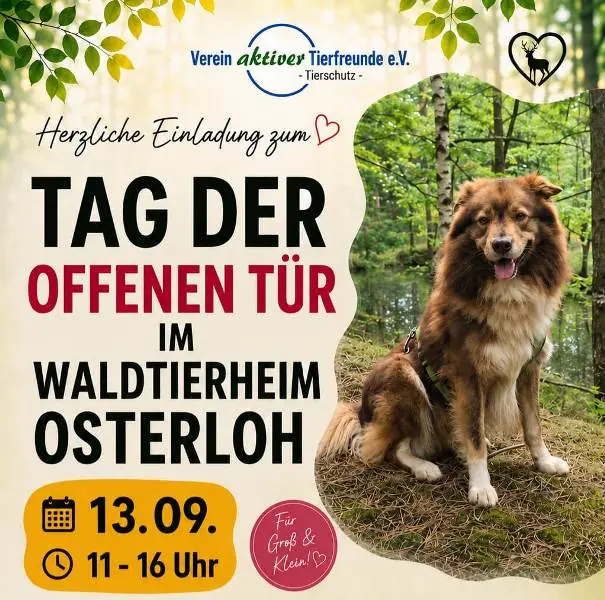 Verein aktiver Tierfreunde e.V.
- Tierschutz -
Herzliche Einladung zum
TAG DER
OFFENEN TÜR
IM
WALDTIERHEIM
OSTERLOH
13.09.
11 - 16 Uhr
Für
Groß &
Klein!